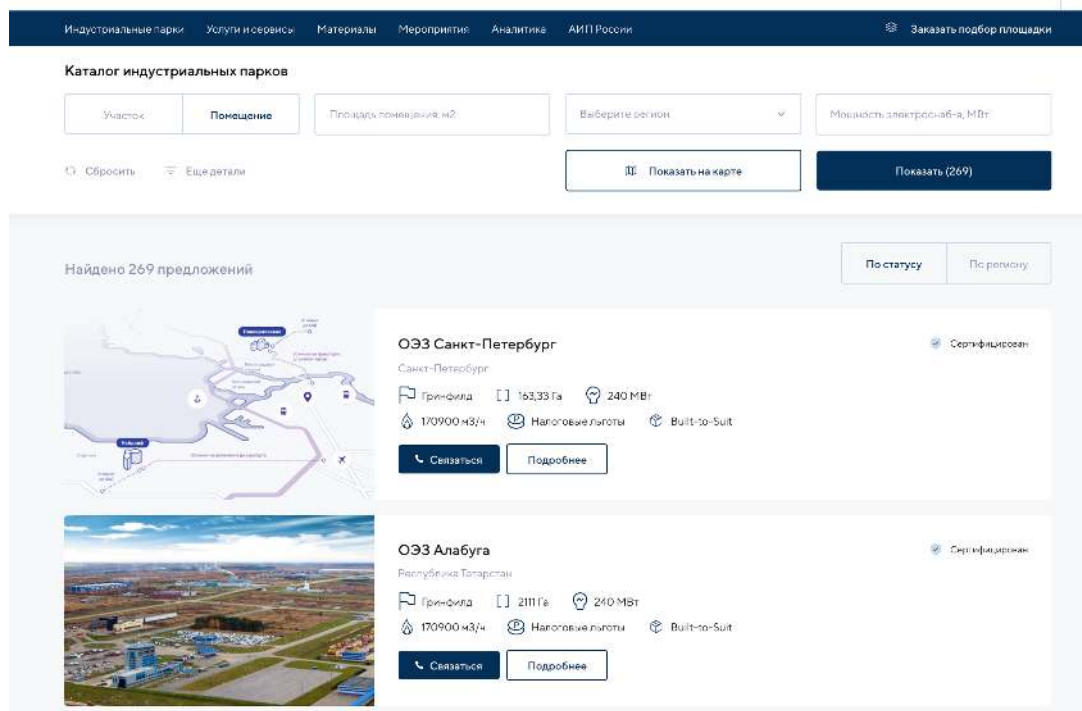 Индустриальные парки Услуги и сервисы Материалы Мероприятия Аналитика АИП России Заказать подбор площадки
Каталог индустриальных парков
Участок Помещение Площадь помещения, м2 Выберите регион Мощность электроснаб-я, МВт
Сбросить Еще детали Показать на карте Показать (269)
Найдено 269 предложений По статусу По региону
ОЭЗ Санкт-Петербург Сертифицирован
Санкт-Петербург
Гринфилд 163,33 Га 240 МВт
170900 м3/ч Налоговые льготы Built-to-Suit
Связаться Подробнее
ОЭЗ Алабуга Сертифицирован
Республика Татарстан
Гринфилд 2111 Га 240 МВт
170900 м3/ч Налоговые льготы Built-to-Suit
Связаться Подробнее